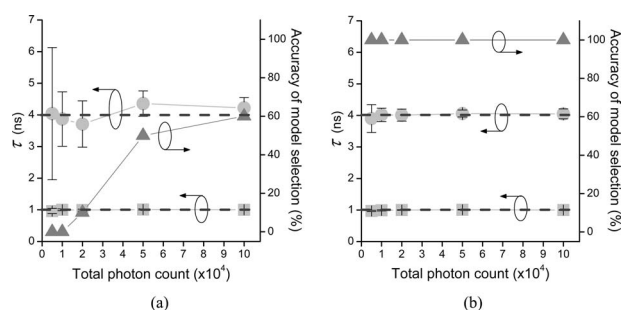 7
6
5
4
3
2
1
0
τ (ns)
100
80
60
40
20
0
Accuracy of model selection (%)
0 1 2 3 4 5 6 7 8 9 10
Total photon count (x10⁴)
(a)
7
6
5
4
3
2
1
0
τ (ns)
100
80
60
40
20
0
Accuracy of model selection (%)
0 1 2 3 4 5 6 7 8 9 10
Total photon count (x10⁴)
(b)